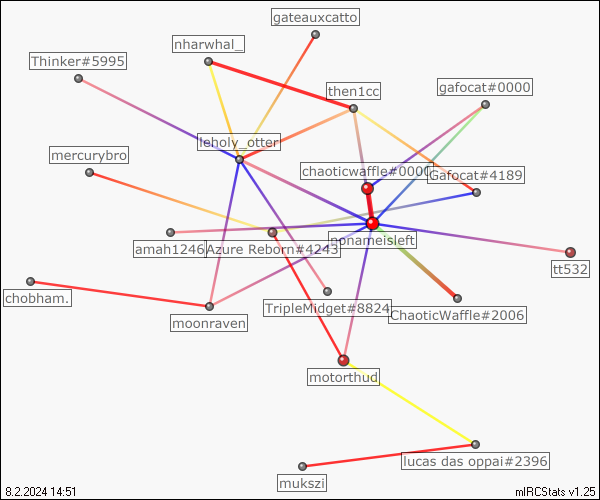 gateauxcatto
nharwhal_
Thinker#5995
then1cc
gafocat#0000
leholy_otter
mercurybro
chaoticwaffle#0000
Gafocat#4189
amah1246
Azure Reborn#4243
nonameisleft
tt532
chobham.
moonraven
TripleMidget#8824
ChaoticWaffle#2006
motorthud
lucas das oppai#2396
mukszi
8.2.2024 14:51
mIRCStats v1.25